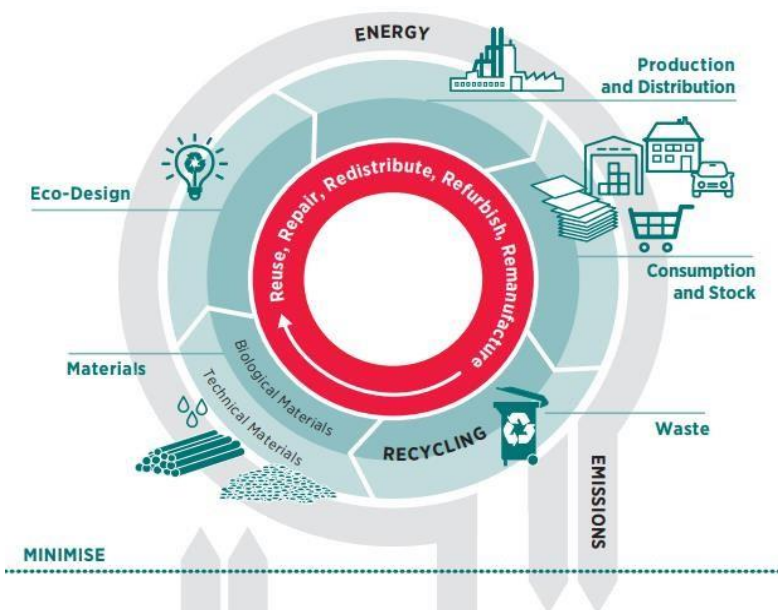 ENERGY
Production
and Distribution
Eco-Design
Reuse, Repair, Redistribute, Refurbish, Remanufacture
Consumption
and Stock
Materials
Biological Materials
Technical Materials
RECYCLING
Waste
EMISSIONS
MINIMISE